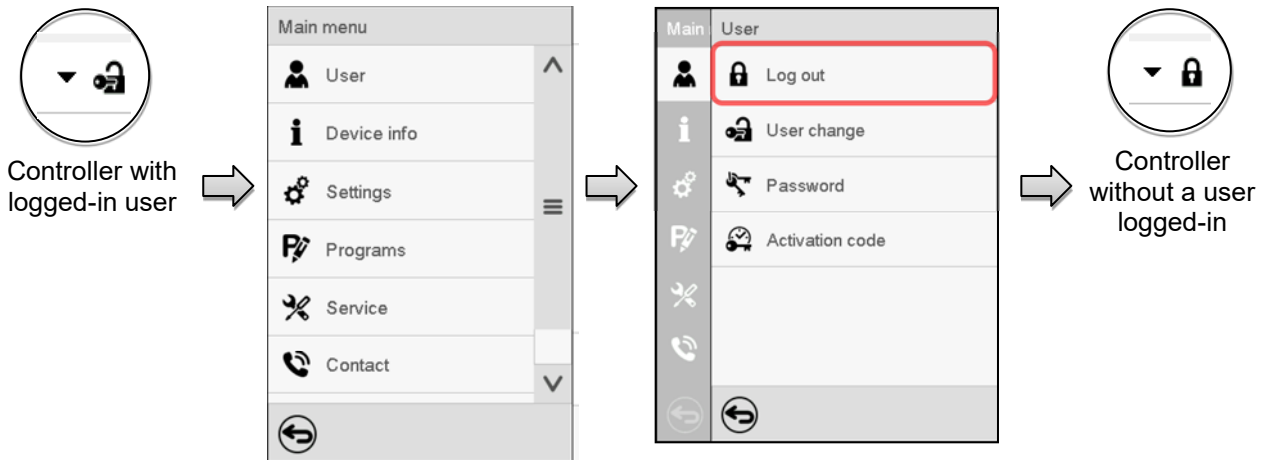 Controller with
logged-in user
Main menu
User
Device info
Settings
Programs
Service
Contact
Main
User
Log out
User change
Password
Activation code
Controller
without a user
logged-in